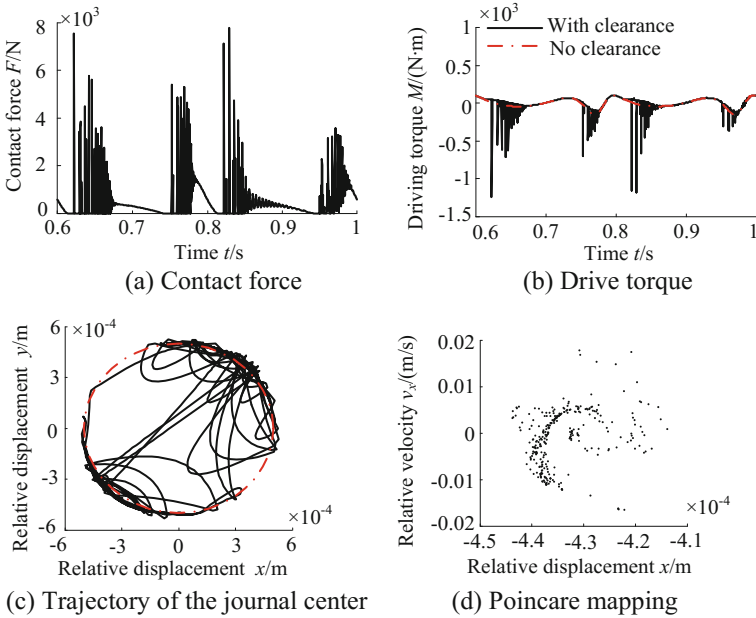 ×10³
8
6
4
2
0
Contact force F/N
0.6 0.7 0.8 0.9 1
Time t/s
(a) Contact force
×10³
1
0.5
0
-0.5
-1
-1.5
Driving torque M/(N·m)
With clearance
No clearance
0.6 0.7 0.8 0.9 1
Time t/s
(b) Drive torque
×10⁻⁴
6
3
0
-3
-6
Relative displacement y/m
×10⁻⁴
-6 -3 0 3 6
Relative displacement x/m
(c) Trajectory of the journal center
0.02
0.01
0
-0.01
-0.02
Relative velocity vₓ/(m/s)
×10⁻⁴
-4.5 -4.4 -4.3 -4.2 -4.1
Relative displacement x/m
(d) Poincare mapping